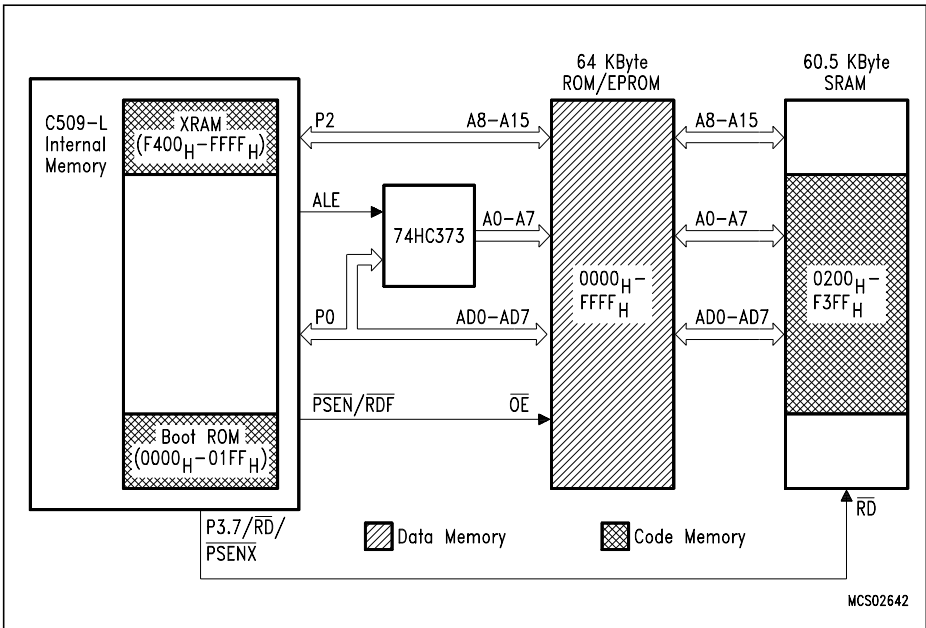 64 KByte
ROM/EPROM
60.5 KByte
SRAM
C509-L
Internal
Memory
XRAM
(F400H-FFFFH)
P2
A8-A15
A8-A15
ALE
74HC373
A0-A7
A0-A7
0000H-
FFFFH
0200H-
F3FFH
P0
AD0-AD7
AD0-AD7
PSEN/RDF
OE
Boot ROM
(0000H-01FFH)
RD
P3.7/RD/
PSENX
Data Memory
Code Memory
MCS02642